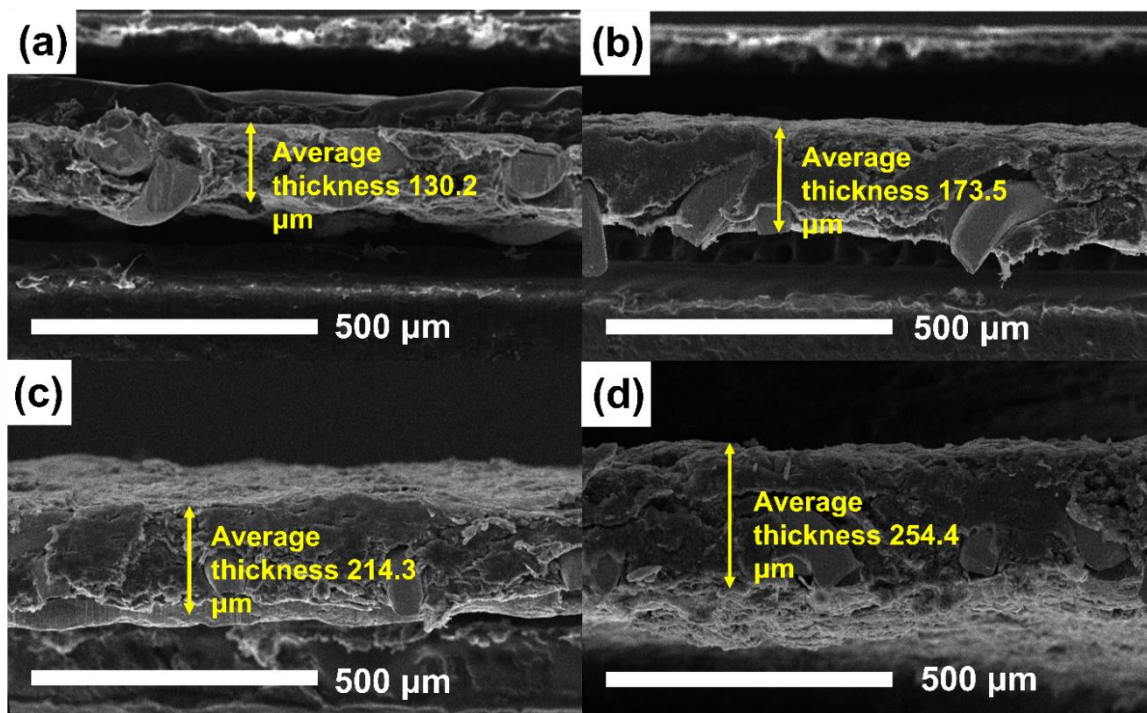 (a)
Average
thickness 130.2
µm
500 µm
(b)
Average
thickness 173.5
µm
500 µm
(c)
Average
thickness 214.3
µm
500 µm
(d)
Average
thickness 254.4
µm
500 µm